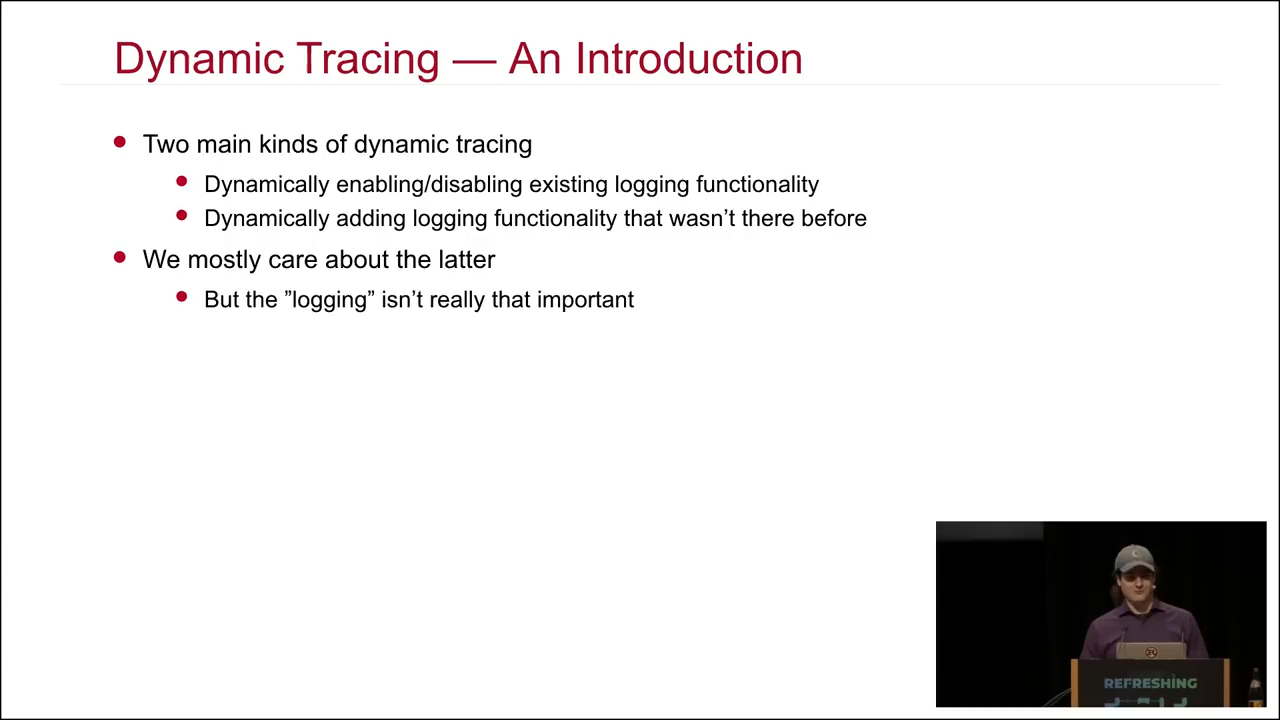 Dynamic Tracing — An Introduction
Two main kinds of dynamic tracing
Dynamically enabling/disabling existing logging functionality
Dynamically adding logging functionality that wasn’t there before
We mostly care about the latter
But the ”logging” isn’t really that important
REFRESHING